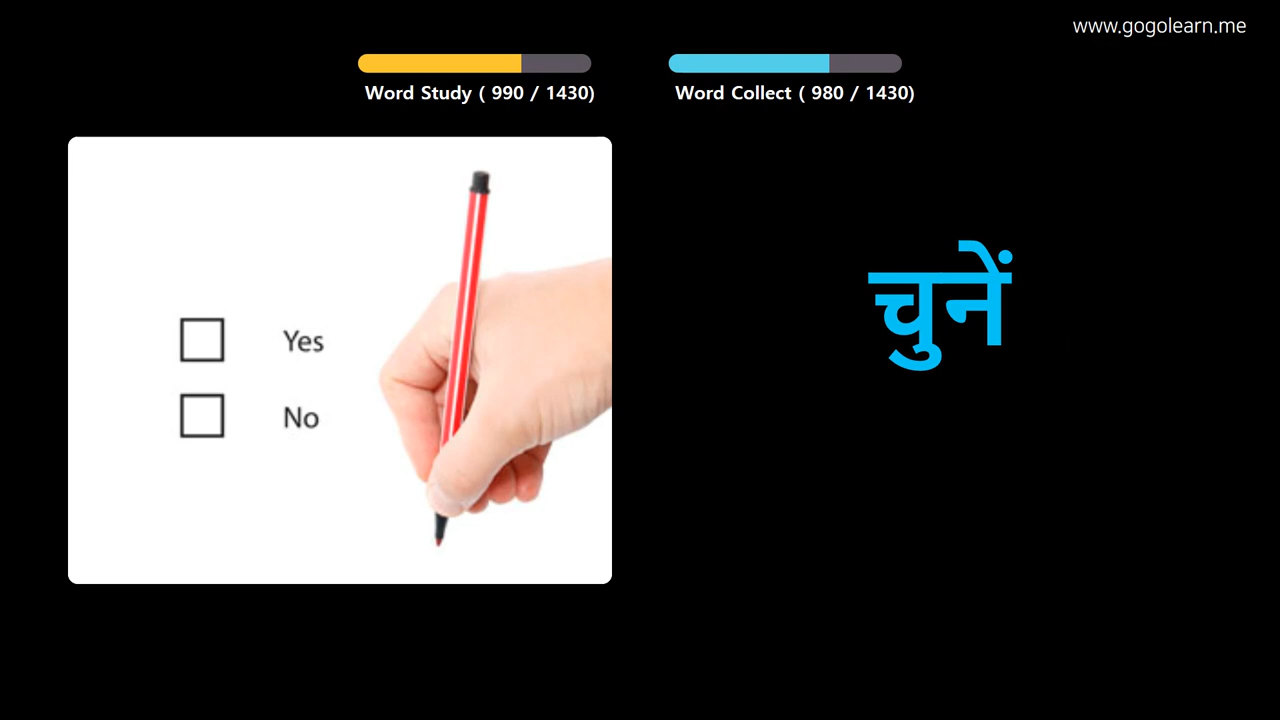 www.gogolearn.me
Word Study ( 990 / 1430)
Word Collect ( 980 / 1430)
Yes
No
चुनें